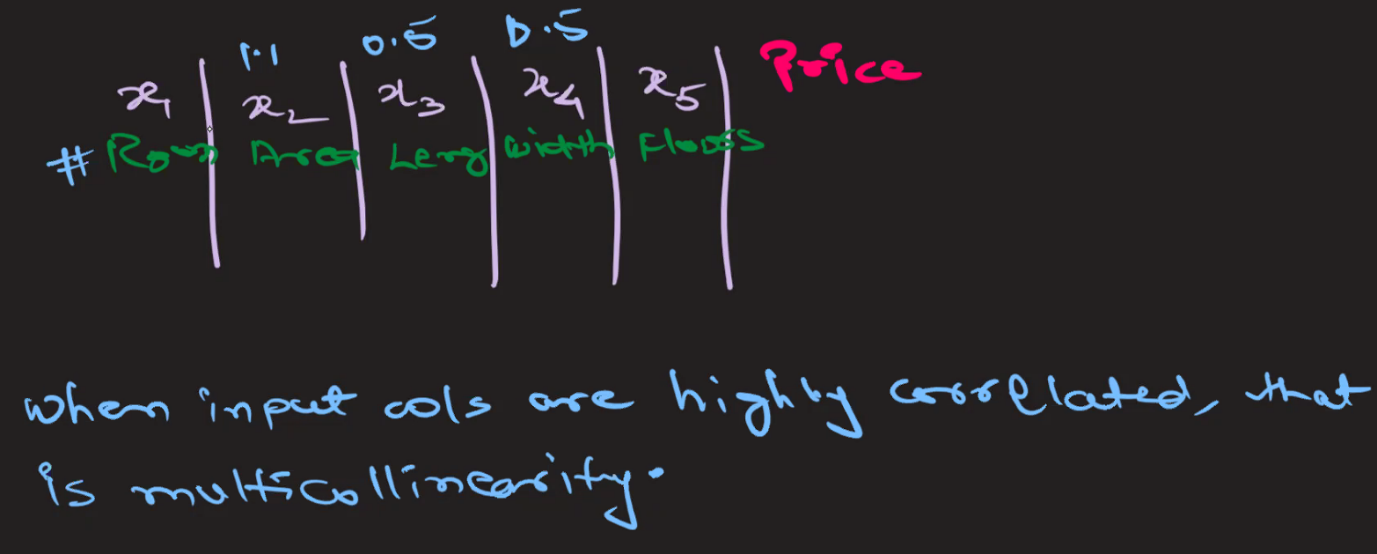 1.1 0.5 0.5
x₁ x₂ x₃ x₄ x₅ Price
# Room Area Leng width Floors
when input cols are highly correlated, that
is multicollinearity.